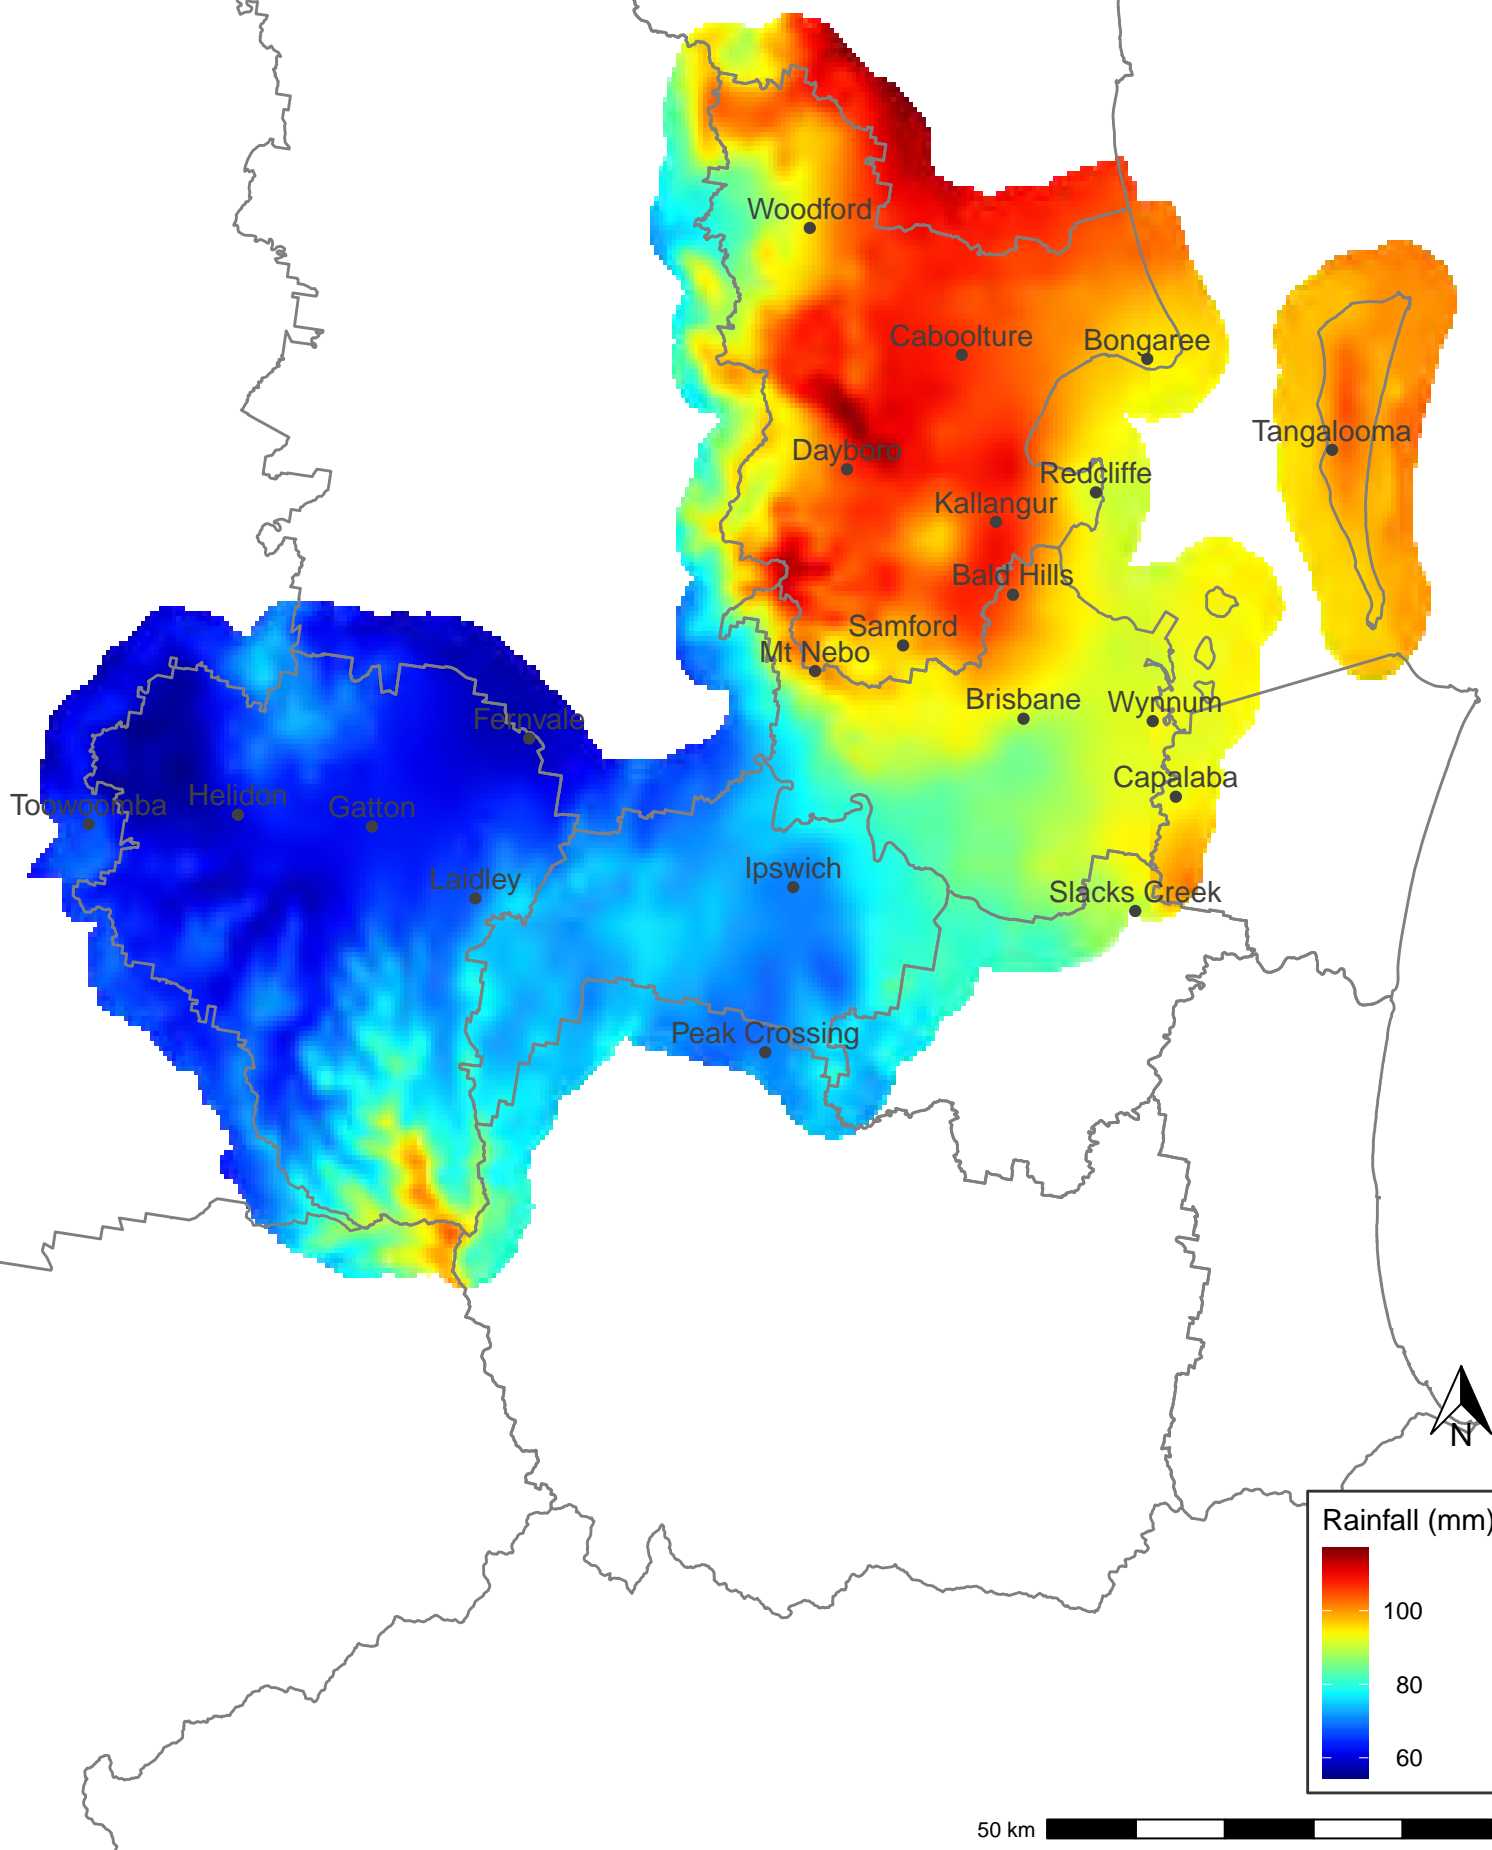 Woodford
Caboolture
Bongaree
Tangalooma
Dayboro
Redcliffe
Kallangur
Bald Hills
Samford
Mt Nebo
Brisbane
Wynnum
Fernvale
Capalaba
Toowoomba
Helidon
Gatton
Ipswich
Laidley
Slacks Creek
Peak Crossing
N
Rainfall (mm)
100
80
60
50 km